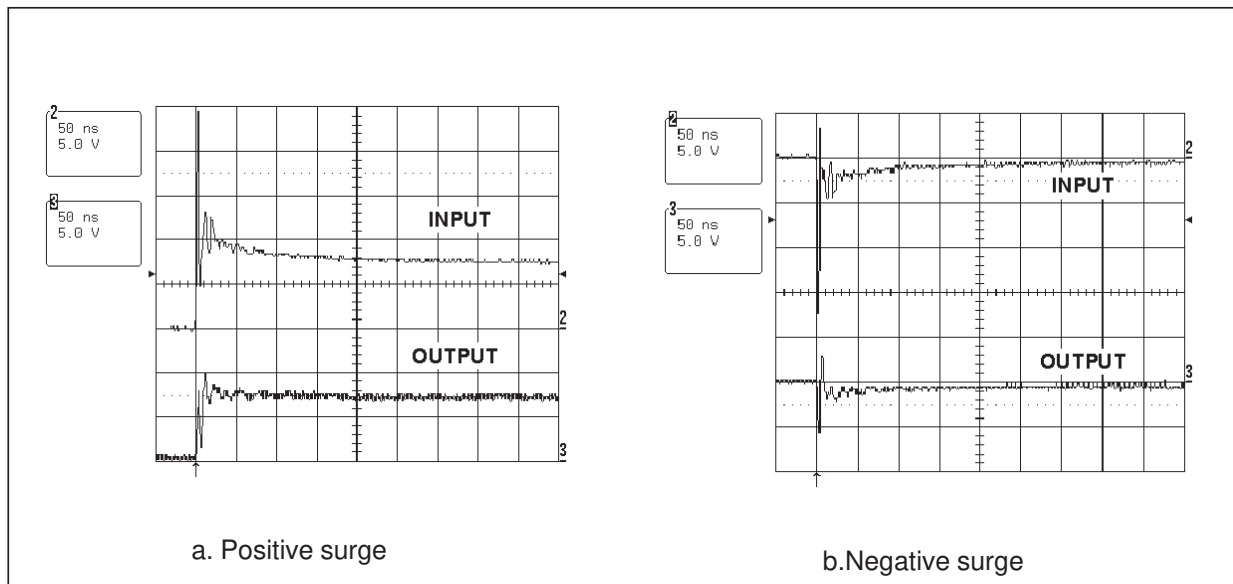 2
50 ns
5.0 V
3
50 ns
5.0 V
INPUT
2
OUTPUT
3
a. Positive surge
2
50 ns
5.0 V
3
50 ns
5.0 V
2
INPUT
OUTPUT
3
b.Negative surge